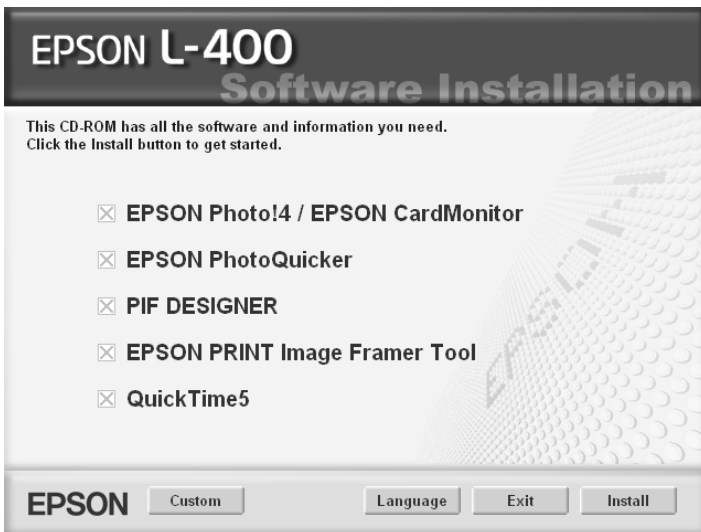 EPSON L-400
Software Installation
This CD-ROM has all the software and information you need.
Click the Install button to get started.
EPSON Photo!4 / EPSON CardMonitor
EPSON PhotoQuicker
PIF DESIGNER
EPSON PRINT Image Framer Tool
QuickTime5
EPSON
EPSON Custom Language Exit Install